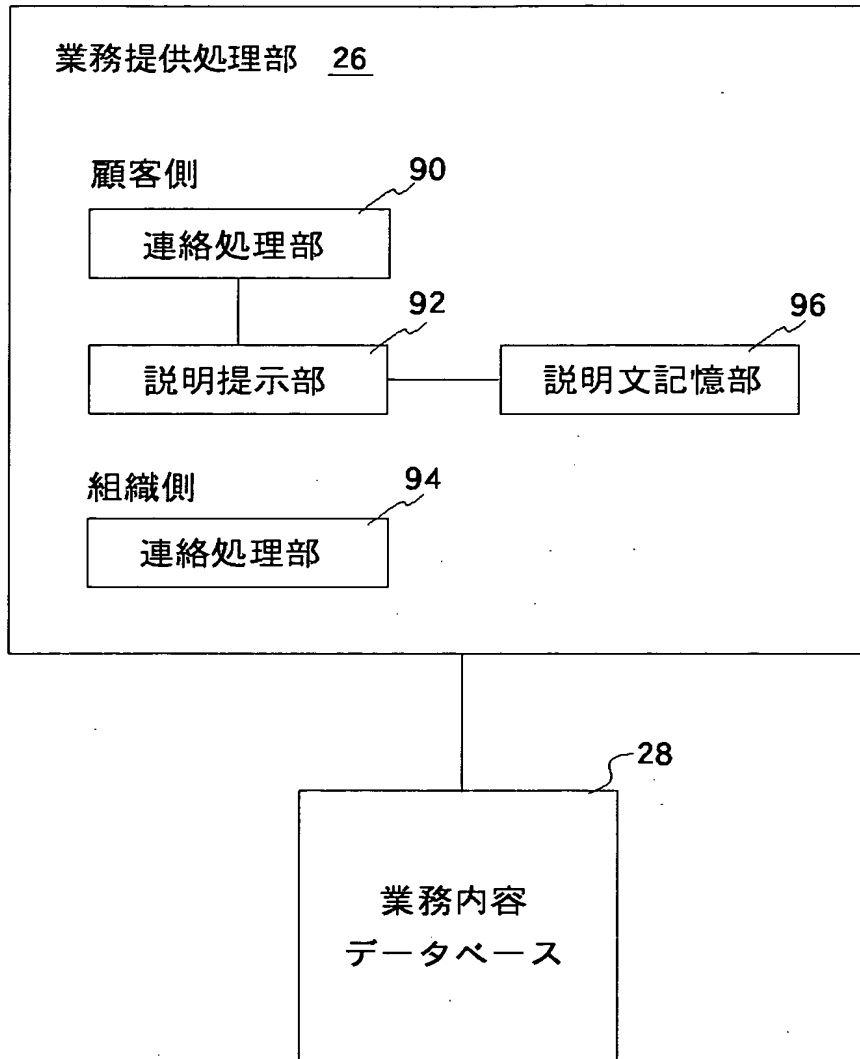 業務提供処理部 26
顧客側
90
連絡処理部
92
96
説明提示部
説明文記憶部
組織側
94
連絡処理部
28
業務内容
データベース